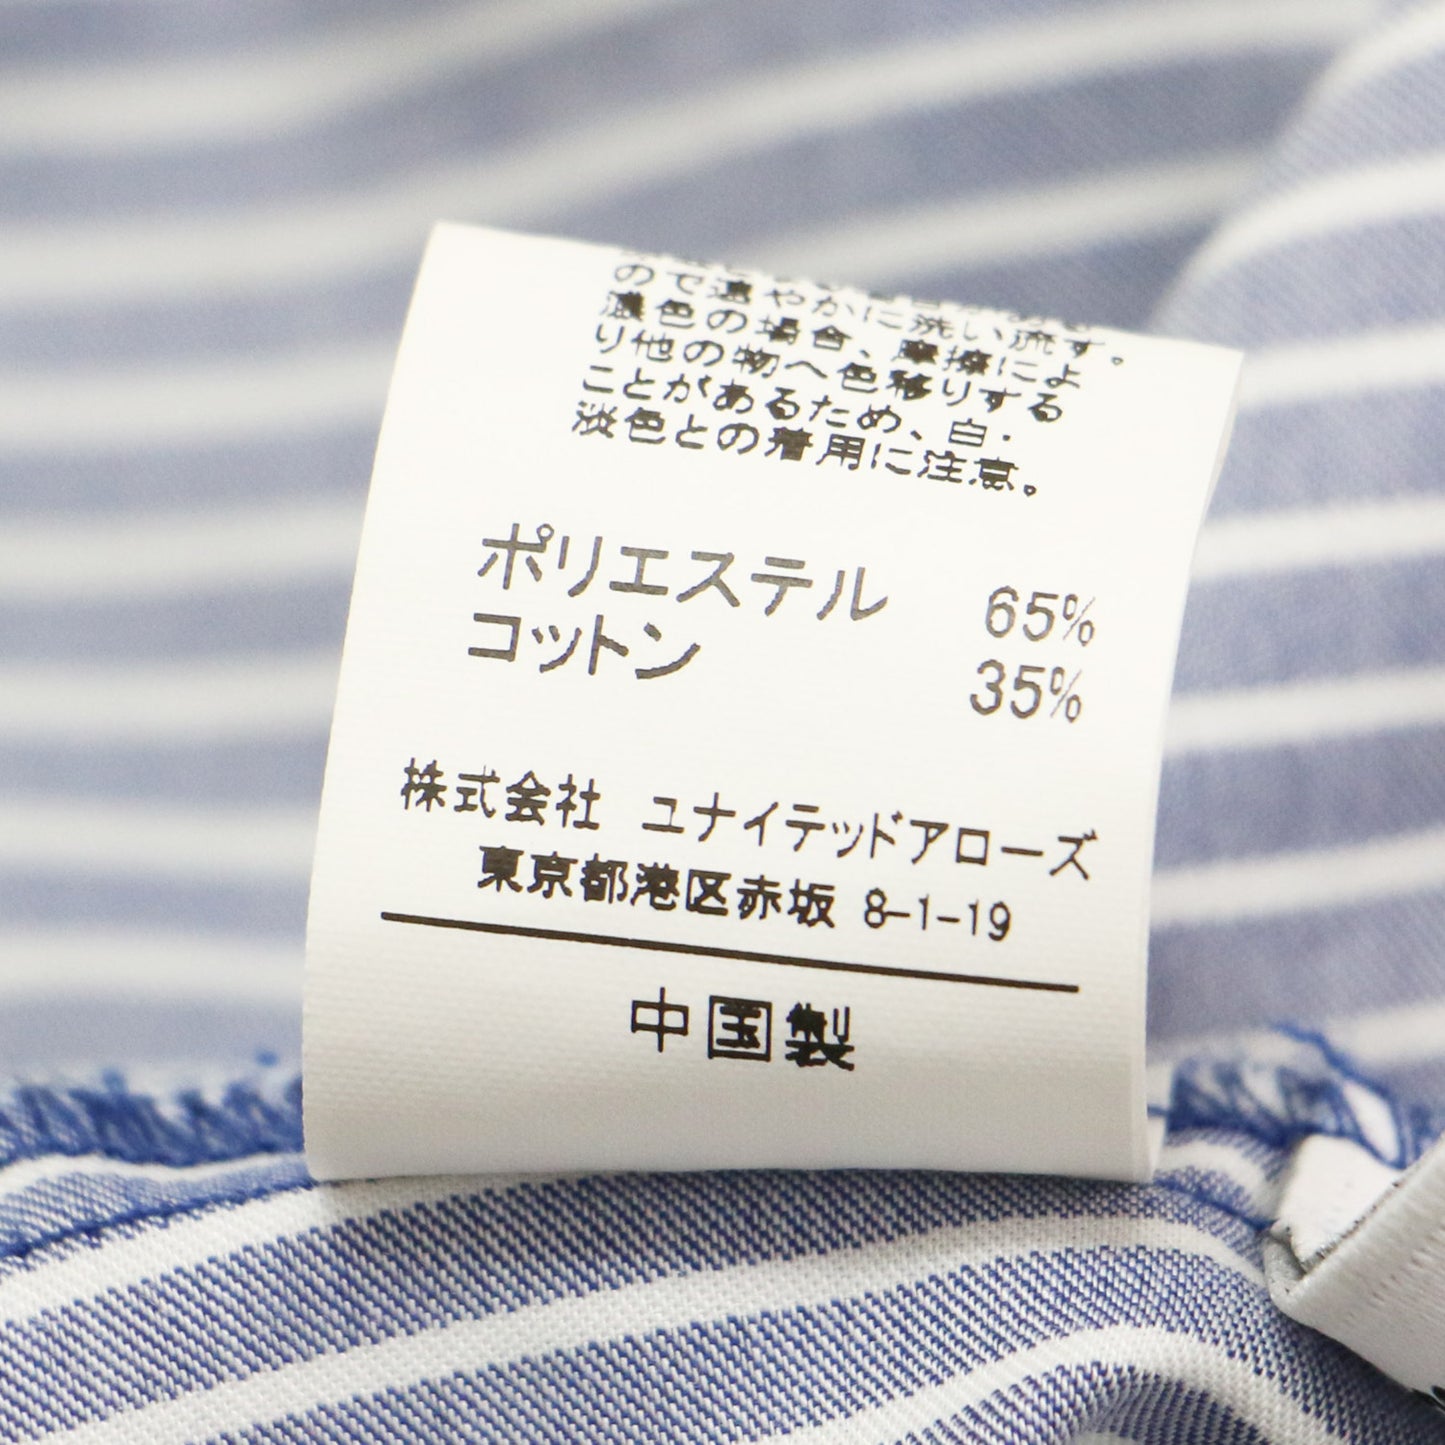 ので速やかに洗い流す。
濃色の場合、摩擦によ
り他の物へ色移りする
ことがあるため、白・
淡色との着用に注意。
ポリエステル 65%
コットン 35%
株式会社 ユナイテッドアローズ
東京都港区赤坂 8-1-19
中国製